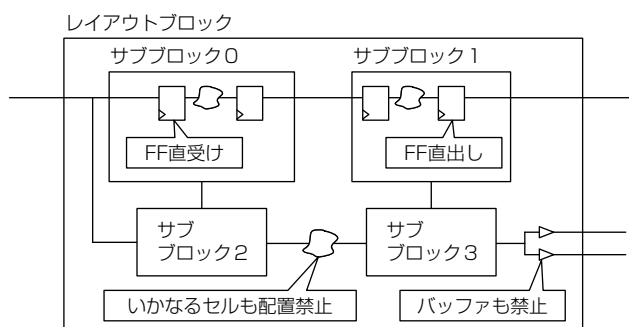 レイアウトブロック
サブブロック0
サブブロック1
FF直受け
FF直出し
サブ
ブロック2
サブ
ブロック3
いかなるセルも配置禁止
バッファも禁止